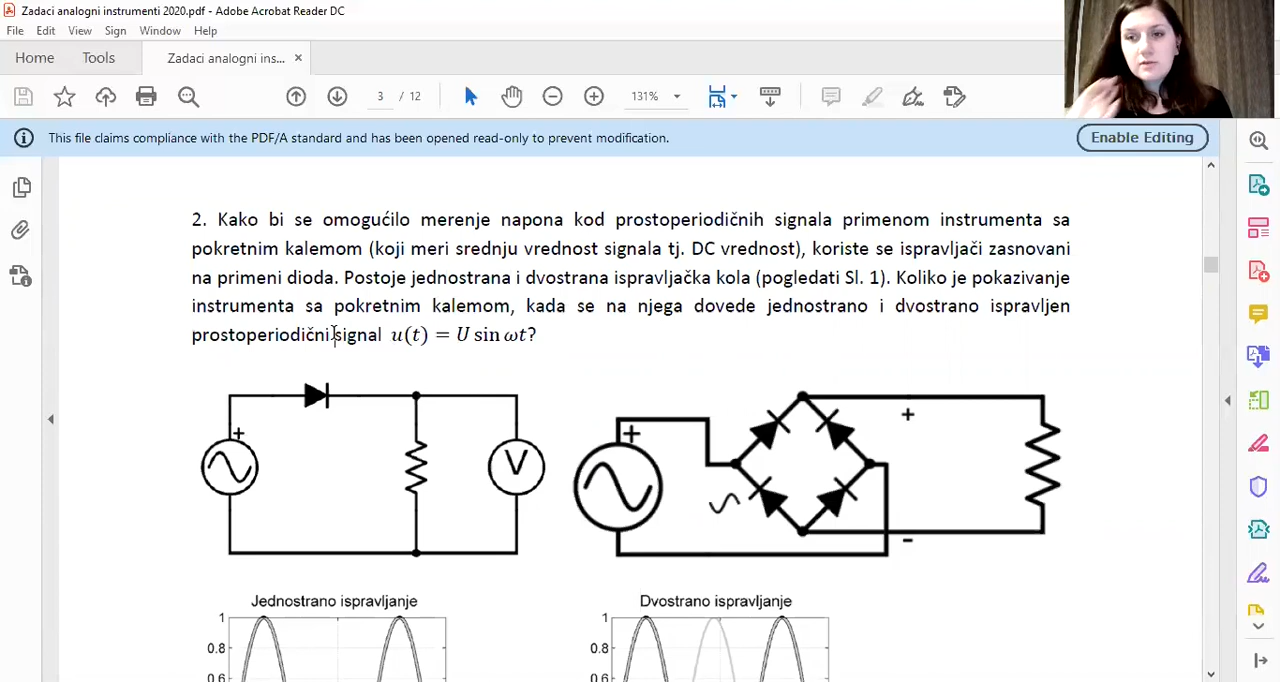 Zadaci analogni instrumenti 2020.pdf - Adobe Acrobat Reader DC
File Edit View Sign Window Help
Home Tools Zadaci analogni ins... ×
3 / 12 131%
This file claims compliance with the PDF/A standard and has been opened read-only to prevent modification. Enable Editing
2. Kako bi se omogućilo merenje napona kod prostoperiodičnih signala primenom instrumenta sa
pokretnim kalemom (koji meri srednju vrednost signala tj. DC vrednost), koriste se ispravljači zasnovani
na primeni dioda. Postoje jednostrana i dvostrana ispravljačka kola (pogledati Sl. 1). Koliko je pokazivanje
instrumenta sa pokretnim kalemom, kada se na njega dovede jednostrano i dvostrano ispravljen
prostoperiodični signal u(t) = U sin ωt?
+ V
+ + -
Jednostrano ispravljanje Dvostrano ispravljanje
1 1
0.8 0.8
0.6 0.6